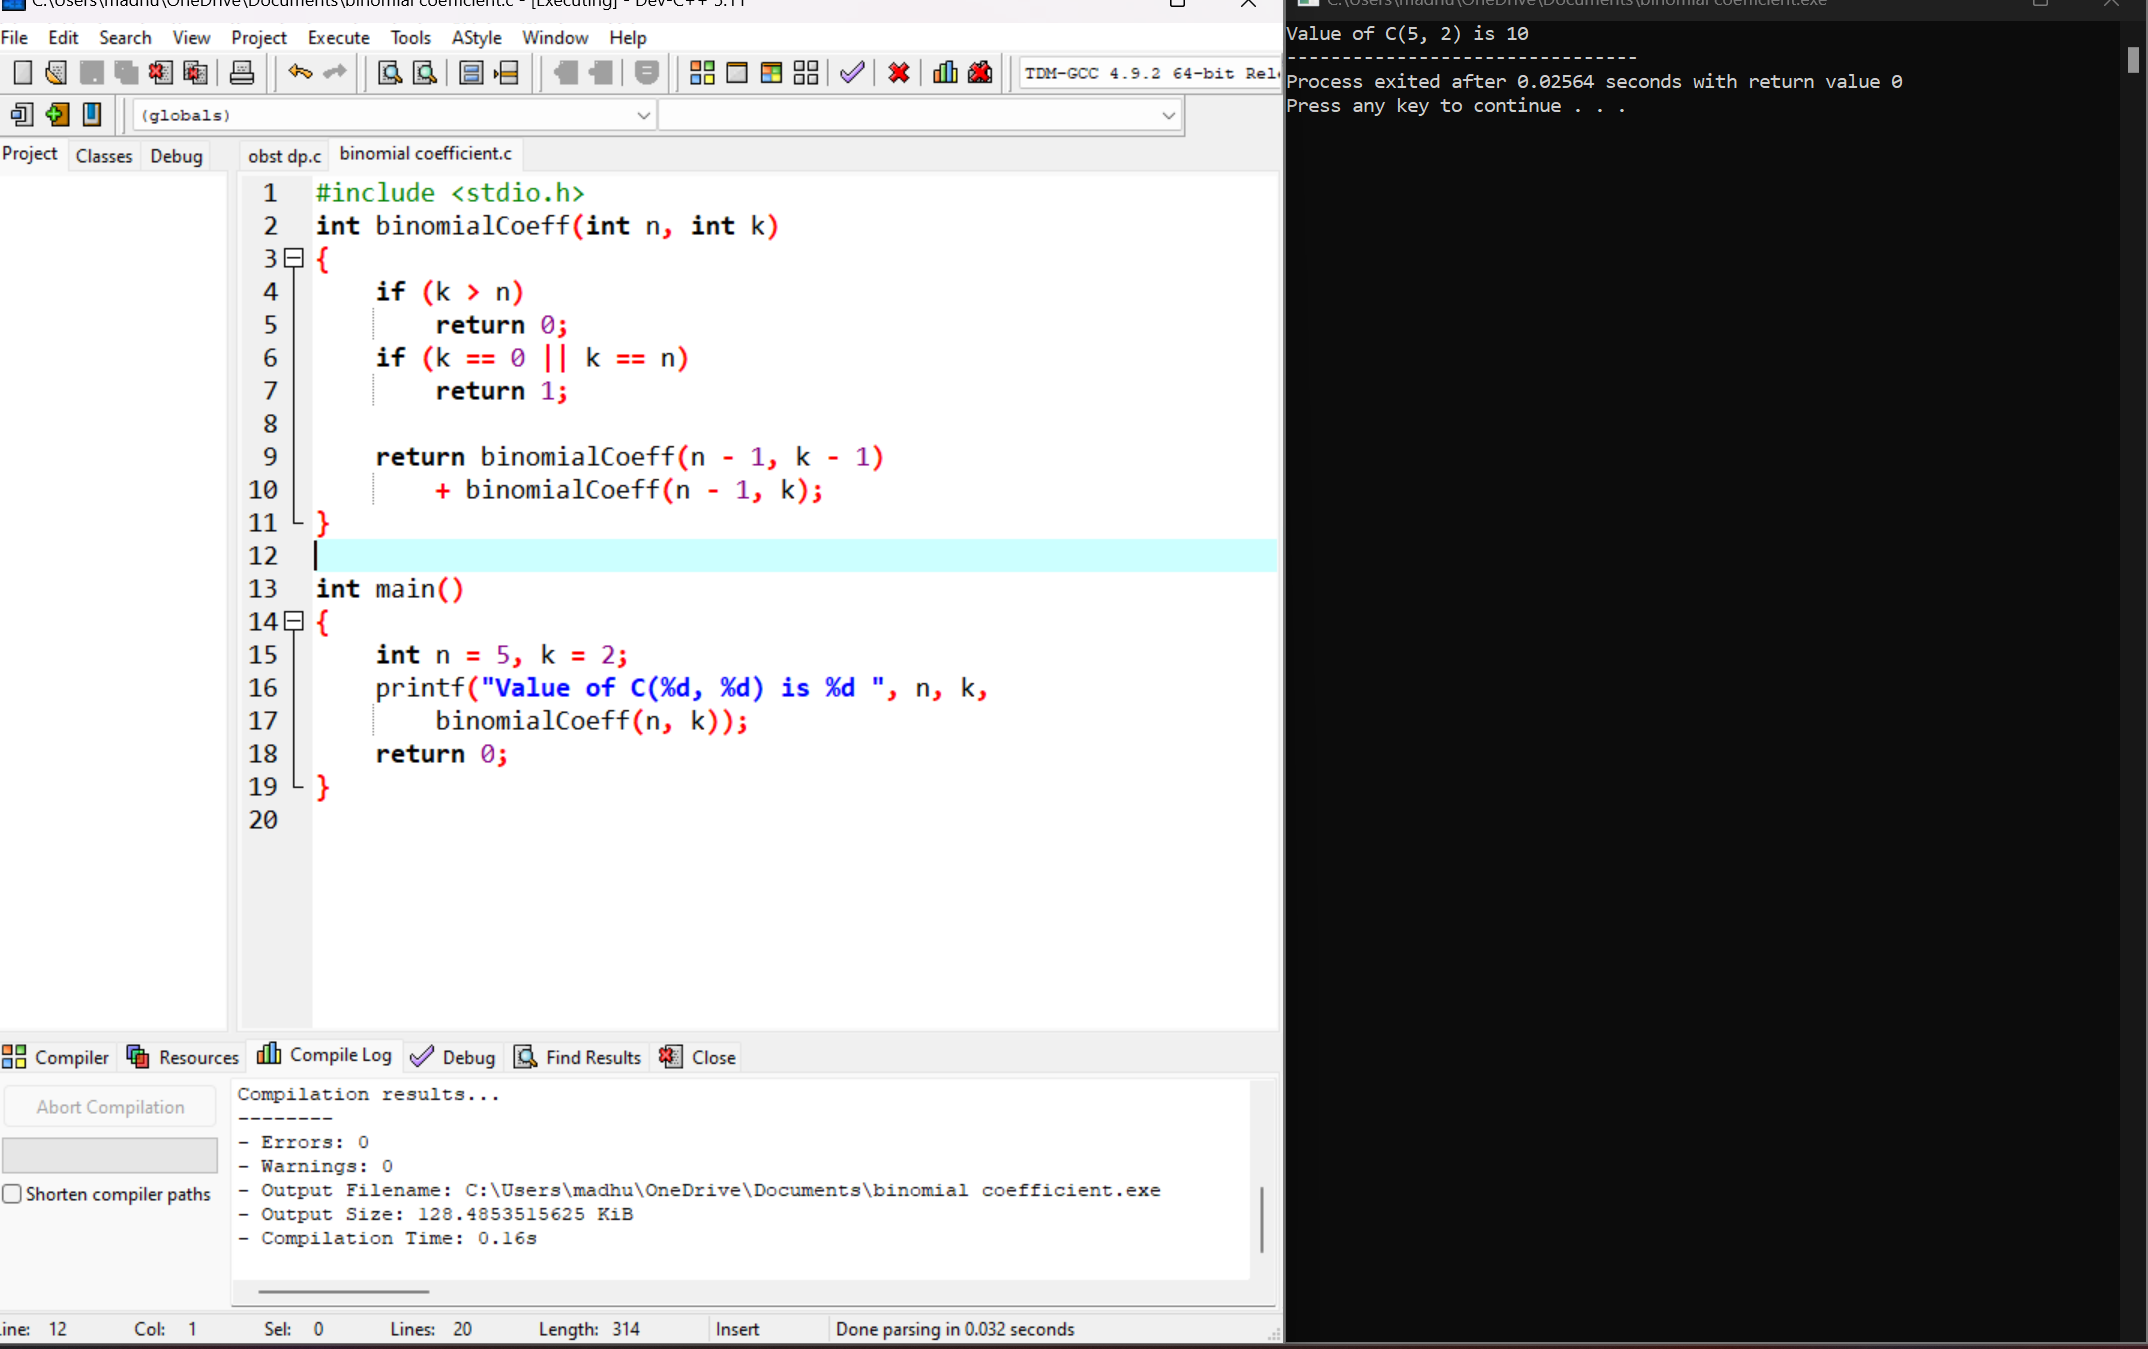 C:\Users\madhu\OneDrive\Documents\binomial coefficient.c - [Executing] - Dev-C++ 5.11
File Edit Search View Project Execute Tools AStyle Window Help
TDM-GCC 4.9.2 64-bit Rel
(globals)
Project Classes Debug
obst dp.c binomial coefficient.c
1 #include <stdio.h>
2 int binomialCoeff(int n, int k)
3 {
4     if (k > n)
5         return 0;
6     if (k == 0 || k == n)
7         return 1;
8
9     return binomialCoeff(n - 1, k - 1)
10         + binomialCoeff(n - 1, k);
11 }
12
13 int main()
14 {
15     int n = 5, k = 2;
16     printf("Value of C(%d, %d) is %d ", n, k,
17         binomialCoeff(n, k));
18     return 0;
19 }
20
Compiler Resources Compile Log Debug Find Results Close
Abort Compilation
Shorten compiler paths
Compilation results...
--------
- Errors: 0
- Warnings: 0
- Output Filename: C:\Users\madhu\OneDrive\Documents\binomial coefficient.exe
- Output Size: 128.4853515625 KiB
- Compilation Time: 0.16s
ine: 12 Col: 1 Sel: 0 Lines: 20 Length: 314 Insert Done parsing in 0.032 seconds
C:\Users\madhu\OneDrive\Documents\binomial coefficient.exe
Value of C(5, 2) is 10
--------------------------------
Process exited after 0.02564 seconds with return value 0
Press any key to continue . . .